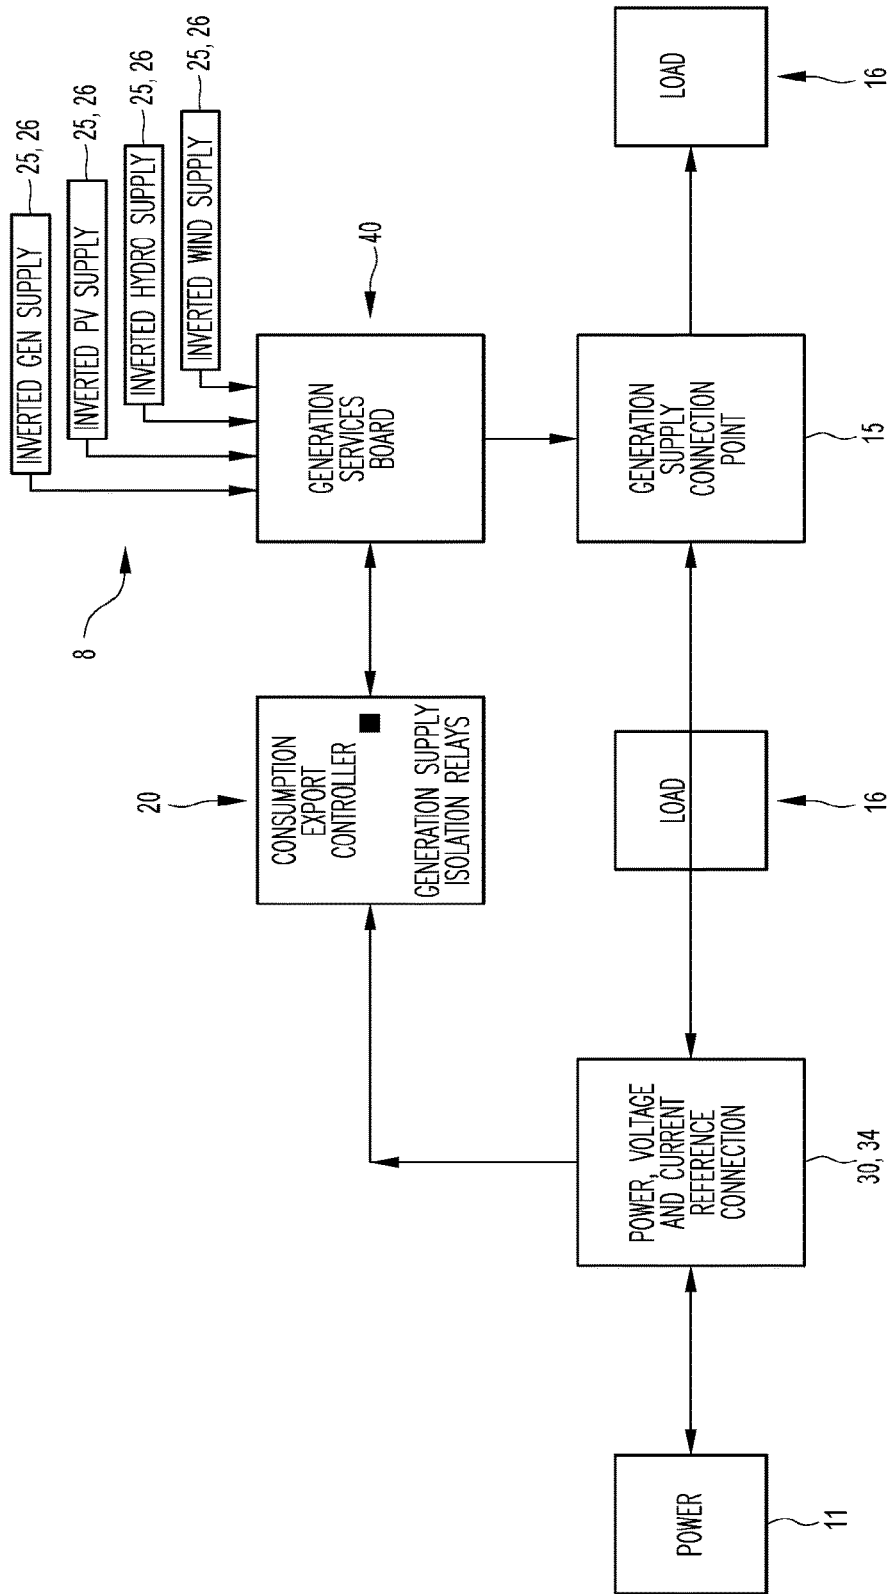 INVERTED GEN SUPPLY
25, 26
INVERTED PV SUPPLY
25, 26
INVERTED HYDRO SUPPLY
25, 26
INVERTED WIND SUPPLY
25, 26
8
20
CONSUMPTION
EXPORT
CONTROLLER
GENERATION SUPPLY
ISOLATION RELAYS
GENERATION
SERVICES
BOARD
40
POWER
11
POWER, VOLTAGE
AND CURRENT
REFERENCE
CONNECTION
30, 34
LOAD
16
GENERATION
SUPPLY
CONNECTION
POINT
15
LOAD
16